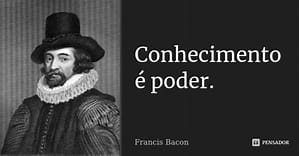 Conhecimento
é poder.
Francis Bacon
PENSADOR